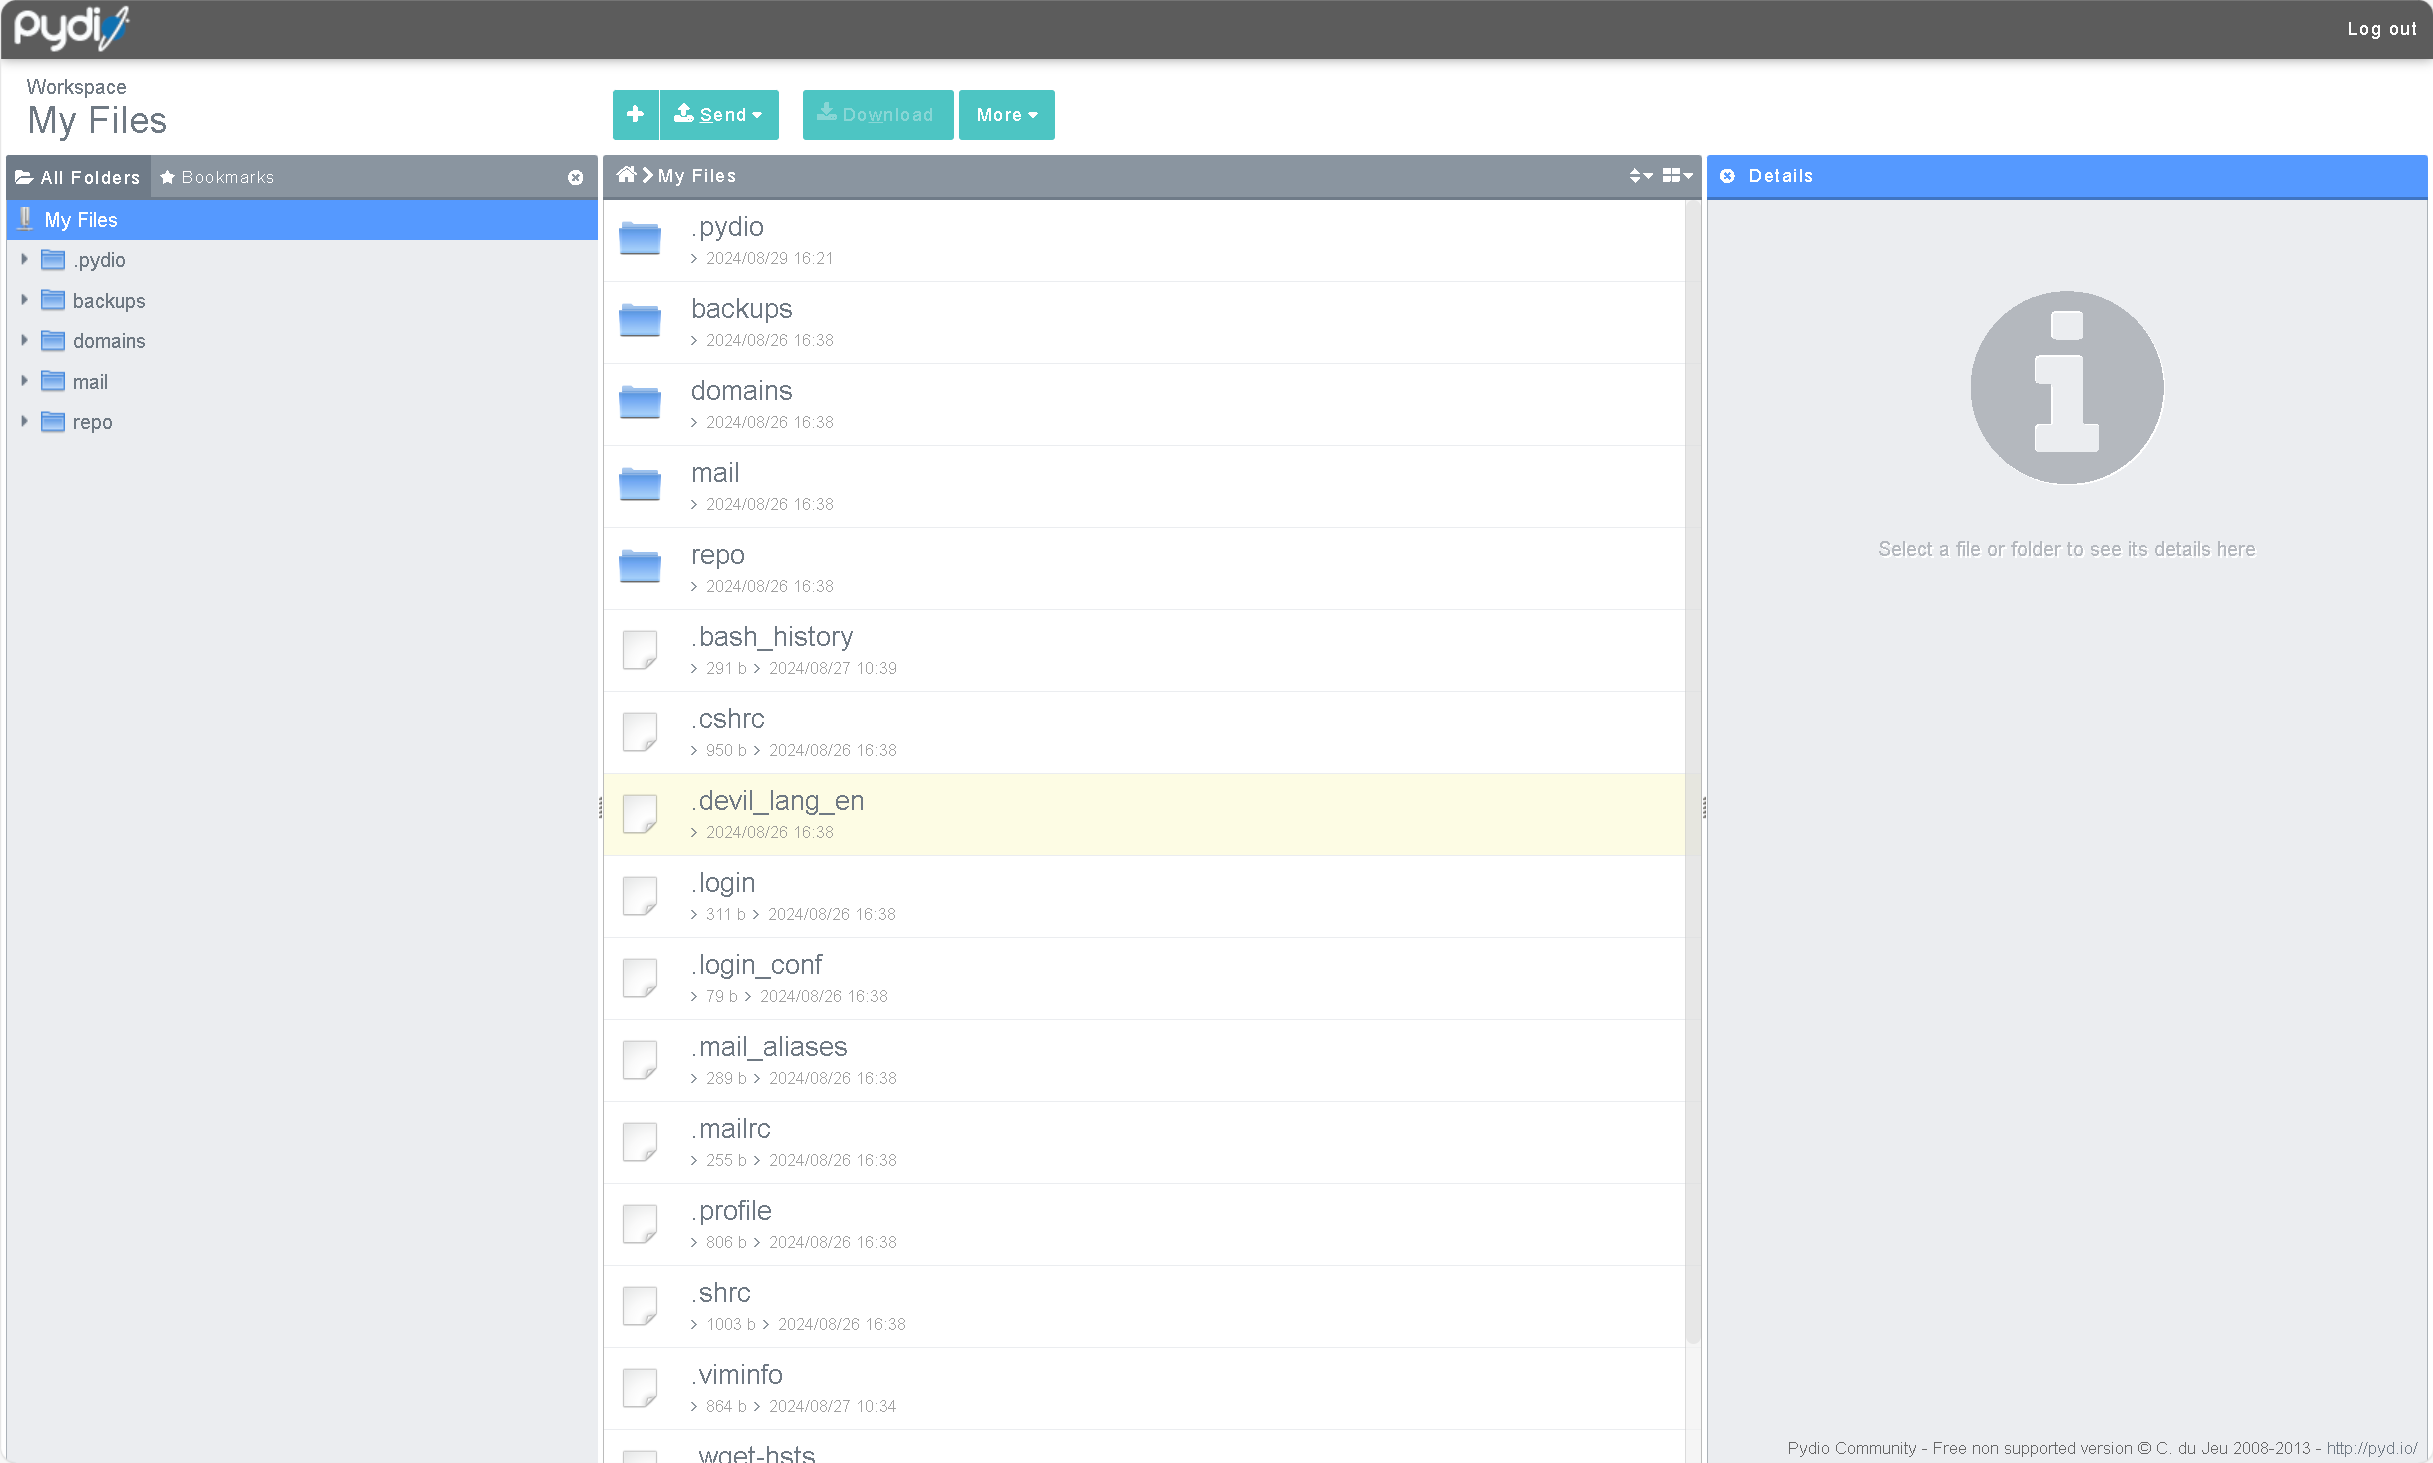 pydio
Log out
Workspace
My Files
Send
Download
More
All Folders
Bookmarks
My Files
Details
My Files
.pydio
backups
domains
mail
repo
.pydio
2024/08/29 16:21
backups
2024/08/26 16:38
domains
2024/08/26 16:38
mail
2024/08/26 16:38
repo
2024/08/26 16:38
.bash_history
291 b 2024/08/27 10:39
.cshrc
950 b 2024/08/26 16:38
.devil_lang_en
2024/08/26 16:38
.login
311 b 2024/08/26 16:38
.login_conf
79 b 2024/08/26 16:38
.mail_aliases
289 b 2024/08/26 16:38
.mailrc
255 b 2024/08/26 16:38
.profile
806 b 2024/08/26 16:38
.shrc
1003 b 2024/08/26 16:38
.viminfo
864 b 2024/08/27 10:34
.wget-hsts
Select a file or folder to see its details here
Pydio Community - Free non supported version © C. du Jeu 2008-2013 - http://pyd.io/